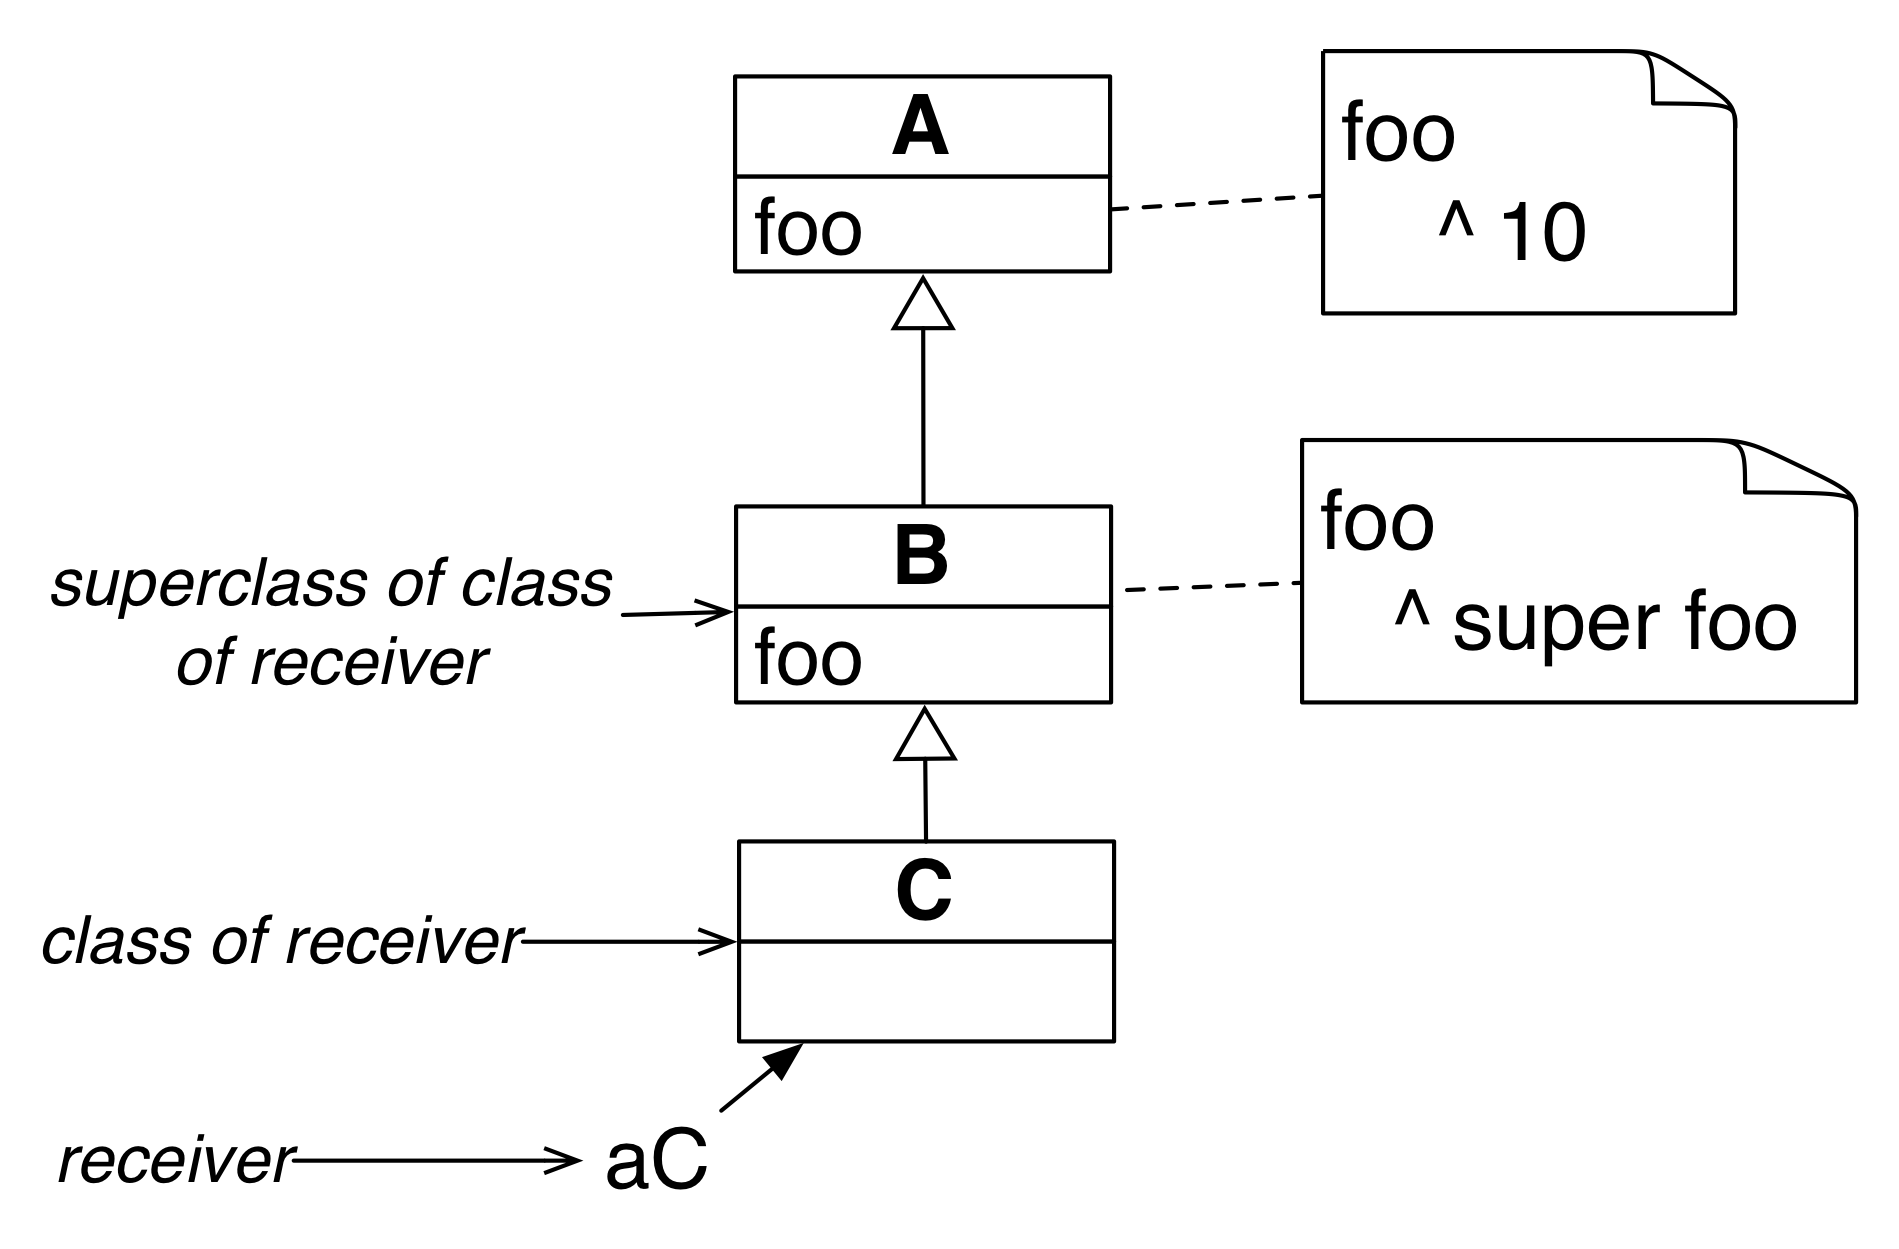 A
foo
foo
^ 10
superclass of class
of receiver
B
foo
foo
^ super foo
class of receiver
C
receiver
aC